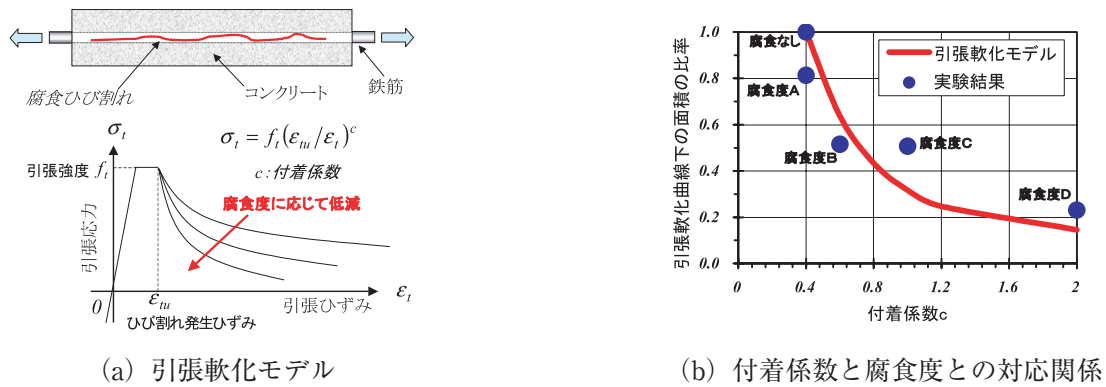 腐食ひび割れ
コンクリート
鉄筋
σt
σt = ft(εtu/εt)^c
引張強度 ft
c:付着係数
腐食度に応じて低減
引張応力
0
εtu
引張ひずみ
εt
ひび割れ発生ひずみ
(a) 引張軟化モデル
引張軟化曲線下の面積の比率
1.0
0.8
0.6
0.4
0.2
0.0
腐食なし
腐食度A
腐食度B
腐食度C
腐食度D
引張軟化モデル
実験結果
0
0.4
0.8
1.2
1.6
2
付着係数c
(b) 付着係数と腐食度との対応関係